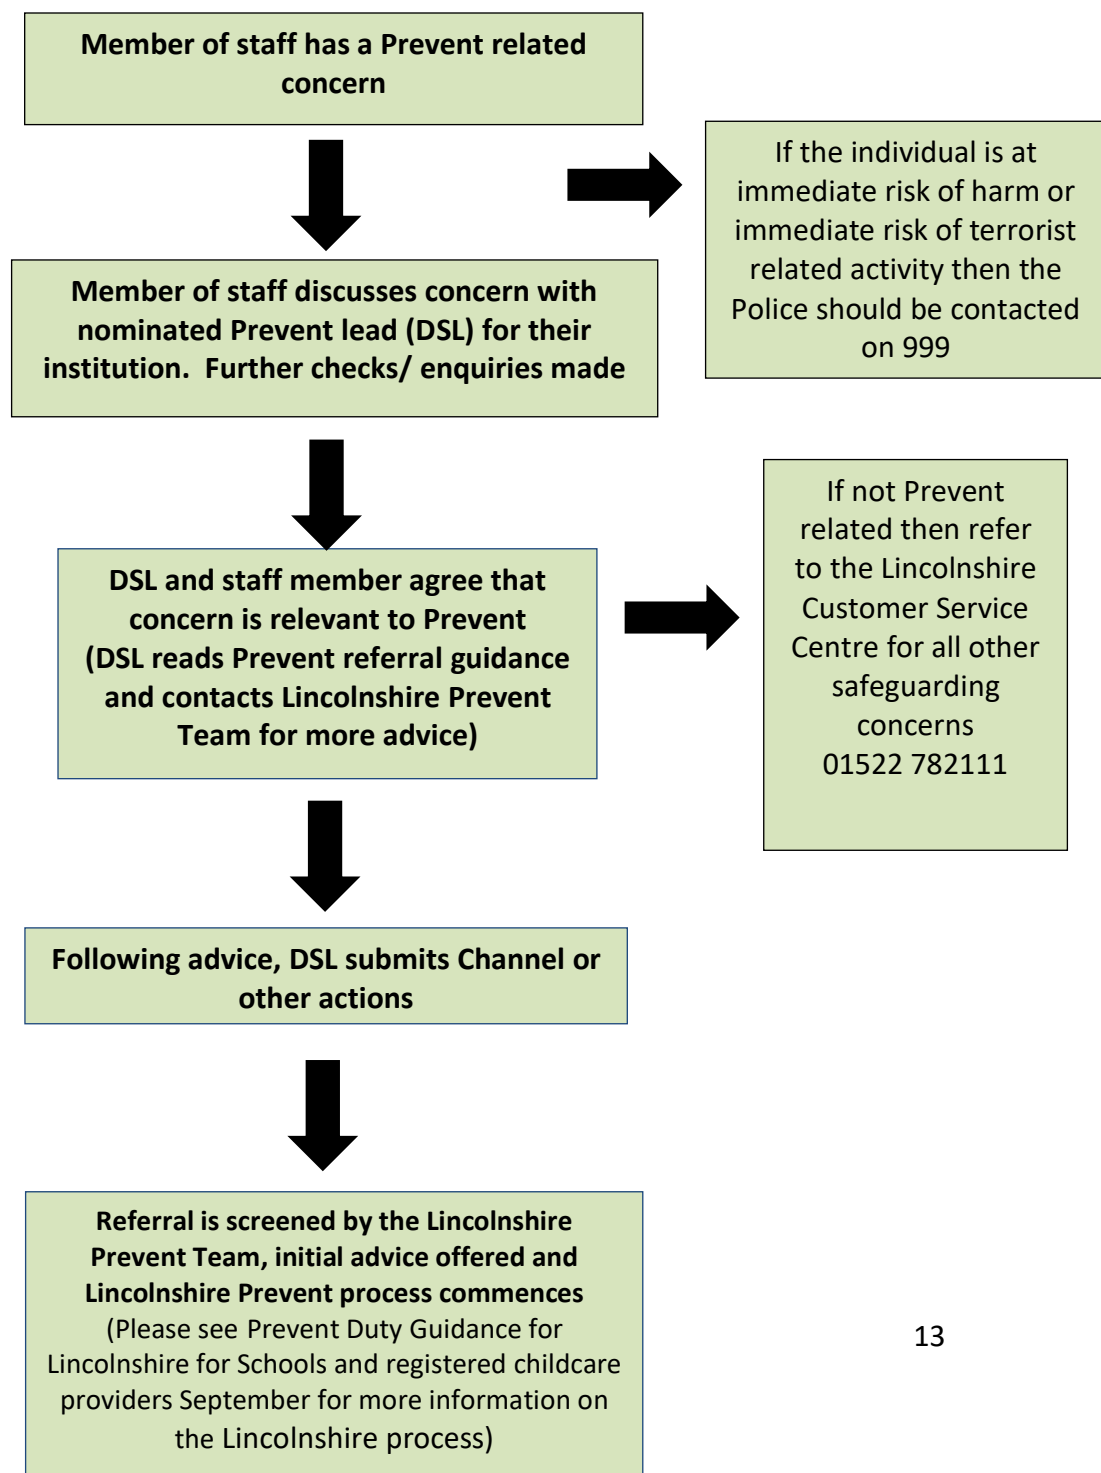 Member of staff has a Prevent related
concern
If the individual is at
immediate risk of harm or
immediate risk of terrorist
related activity then the
Police should be contacted
on 999
Member of staff discusses concern with
nominated Prevent lead (DSL) for their
institution.  Further checks/ enquiries made
If not Prevent
related then refer
to the Lincolnshire
Customer Service
Centre for all other
safeguarding
concerns
01522 782111
DSL and staff member agree that
concern is relevant to Prevent
(DSL reads Prevent referral guidance
and contacts Lincolnshire Prevent
Team for more advice)
Following advice, DSL submits Channel or
other actions
Referral is screened by the Lincolnshire
Prevent Team, initial advice offered and
Lincolnshire Prevent process commences
(Please see Prevent Duty Guidance for
Lincolnshire for Schools and registered childcare
providers September for more information on
the Lincolnshire process)
13